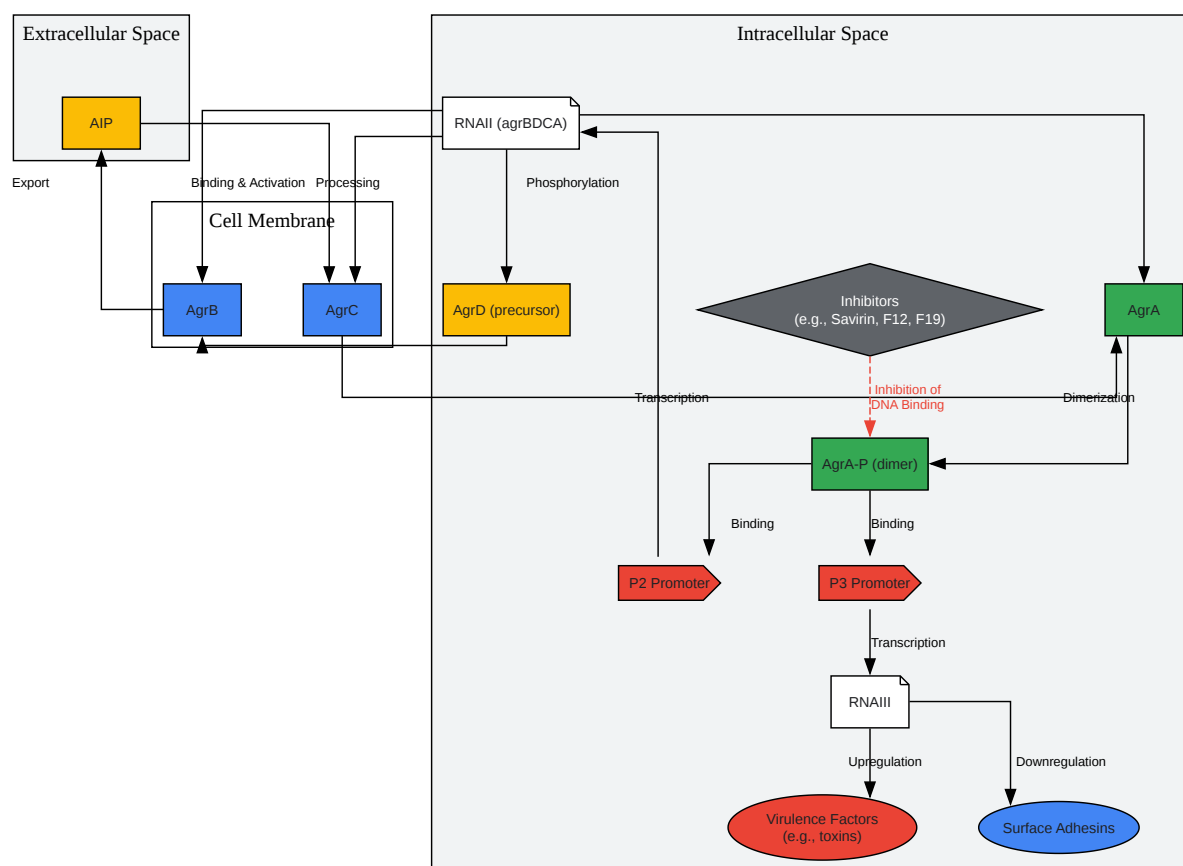 Extracellular Space
Intracellular Space
AIP
RNAII (agrBDCA)
Export
Binding & Activation
Processing
Phosphorylation
Cell Membrane
AgrB
AgrC
AgrD (precursor)
Inhibitors
(e.g., Savirin, F12, F19)
AgrA
Transcription
Inhibition of
DNA Binding
Dimerization
AgrA-P (dimer)
Binding
Binding
P2 Promoter
P3 Promoter
Transcription
RNAIII
Upregulation
Downregulation
Virulence Factors
(e.g., toxins)
Surface Adhesins